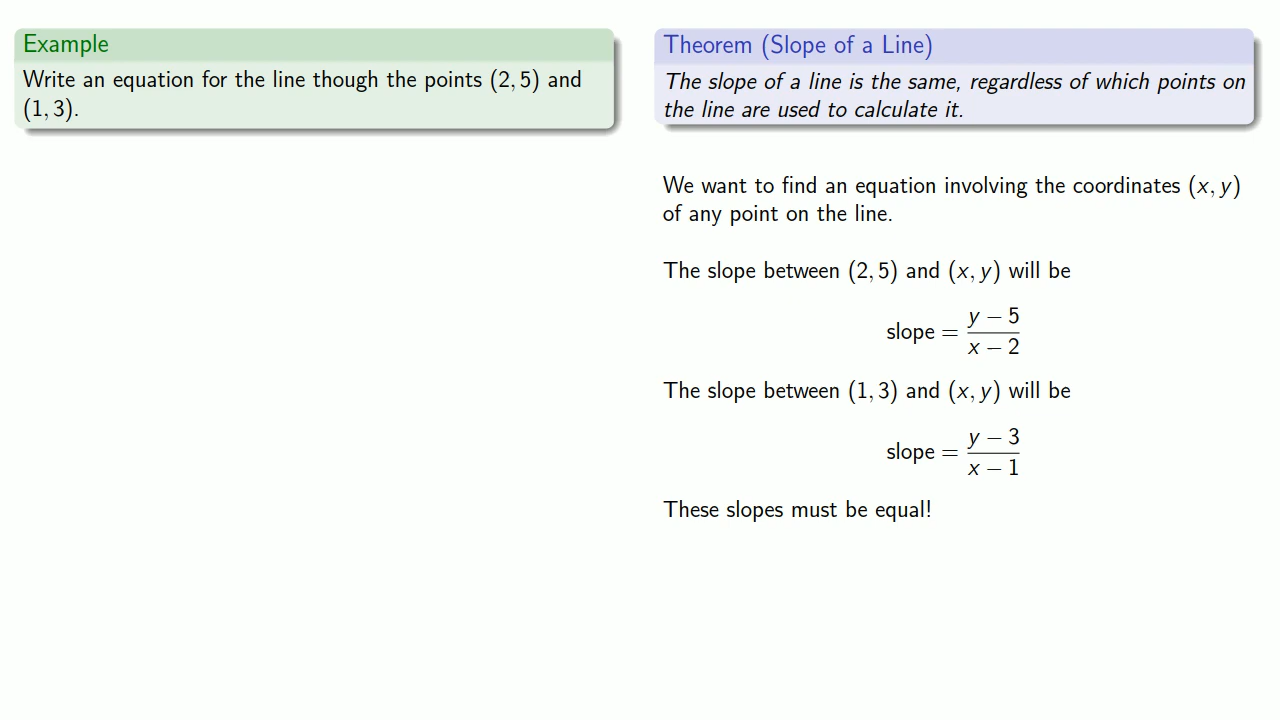 Example
Write an equation for the line though the points (2, 5) and
(1, 3).
Theorem (Slope of a Line)
The slope of a line is the same, regardless of which points on
the line are used to calculate it.
We want to find an equation involving the coordinates (x, y)
of any point on the line.
The slope between (2, 5) and (x, y) will be
slope = \frac{y − 5}{x − 2}
The slope between (1, 3) and (x, y) will be
slope = \frac{y − 3}{x − 1}
These slopes must be equal!